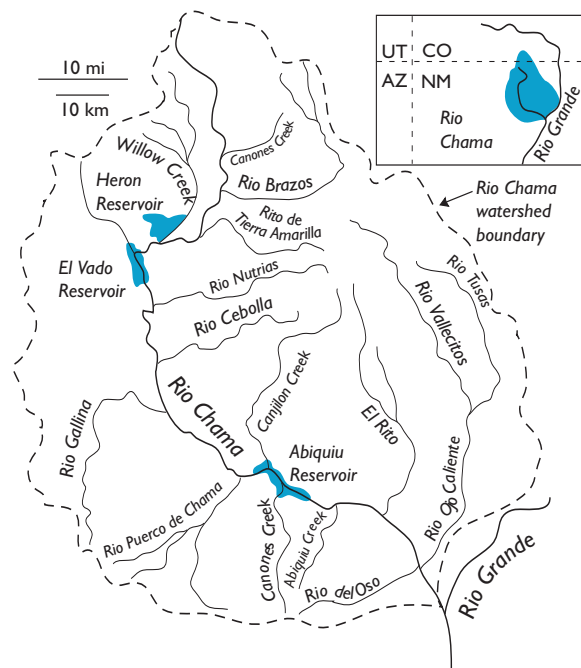 10 mi
10 km
UT
CO
AZ
NM
Rio
Chama
Rio Grande
Willow Creek
Canones Creek
Heron
Reservoir
Rio Brazos
Rio Chama
watershed
boundary
Rito de
Tierra Amarilla
El Vado
Reservoir
Rio Nutrias
Rio Tusas
Rio Vallecitos
Rio Cebolla
Rio Chama
Canjilon Creek
El Rito
Rio Gallina
Abiquiu
Reservoir
Rio Ojo Caliente
Rio Puerco de Chama
Canones Creek
Abiquiu Creek
Rio del Oso
Rio Grande